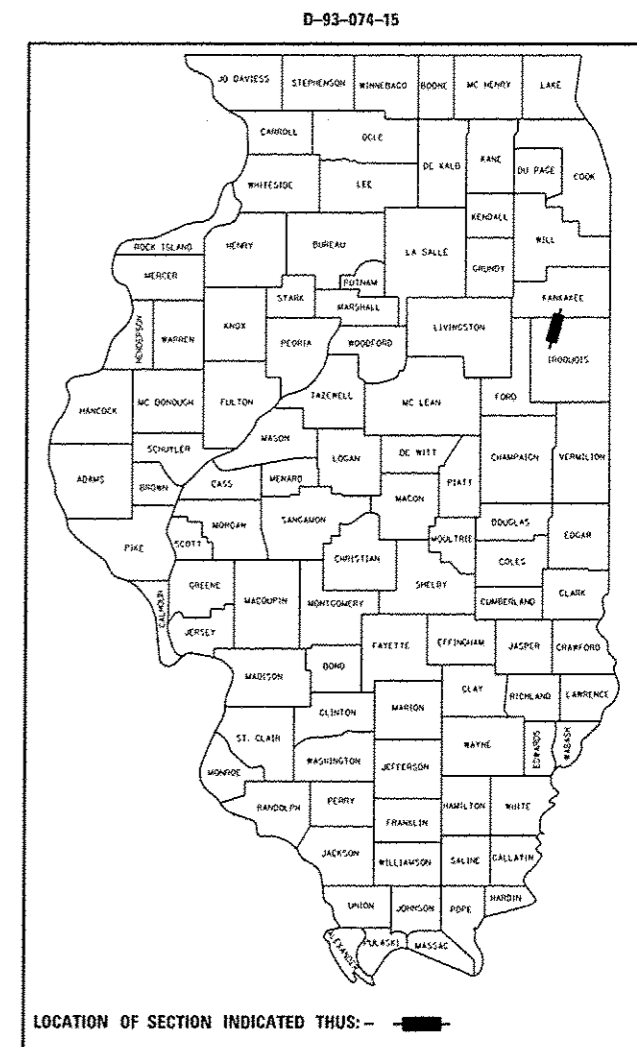 D-93-074-15
JO DAVIESS STEPHENSON WINNEBAGO BOONE MC HENRY LAKE
CARROLL OGLE
DE KALB KANE DU PAGE COOK
WHITESIDE LEE
KENDALL WILL
ROCK ISLAND HENRY BUREAU LA SALLE
GRUNDY
MERCER
PUTNAM
KANKAKEE
STARK MARSHALL
HENDERSON WARREN KNOX
LIVINGSTON
PEORIA WOODFORD
IROQUOIS
HANCOCK MC DONOUGH FULTON TAZEWELL MC LEAN FORD
MASON
SCHUYLER LOGAN DE WITT
CHAMPAIGN VERMILION
ADAMS BROWN CASS MENARD PIATT
MACON
MORGAN SANGAMON DOUGLAS
PIKE SCOTT MOULTRIE EDGAR
CHRISTIAN COLES
GREENE SHELBY
CALHOUN MACOUPIN MONTGOMERY CUMBERLAND CLARK
JERSEY
FAYETTE EFFINGHAM JASPER CRAWFORD
BOND
MADISON
CLAY RICHLAND LAWRENCE
CLINTON MARION
ST. CLAIR
WAYNE EDWARDS WABASH
WASHINGTON JEFFERSON
MONROE
RANDOLPH PERRY HAMILTON WHITE
FRANKLIN
JACKSON WILLIAMSON SALINE GALLATIN
HARDIN
UNION JOHNSON POPE
ALEXANDER PULASKI MASSAC
LOCATION OF SECTION INDICATED THUS:-